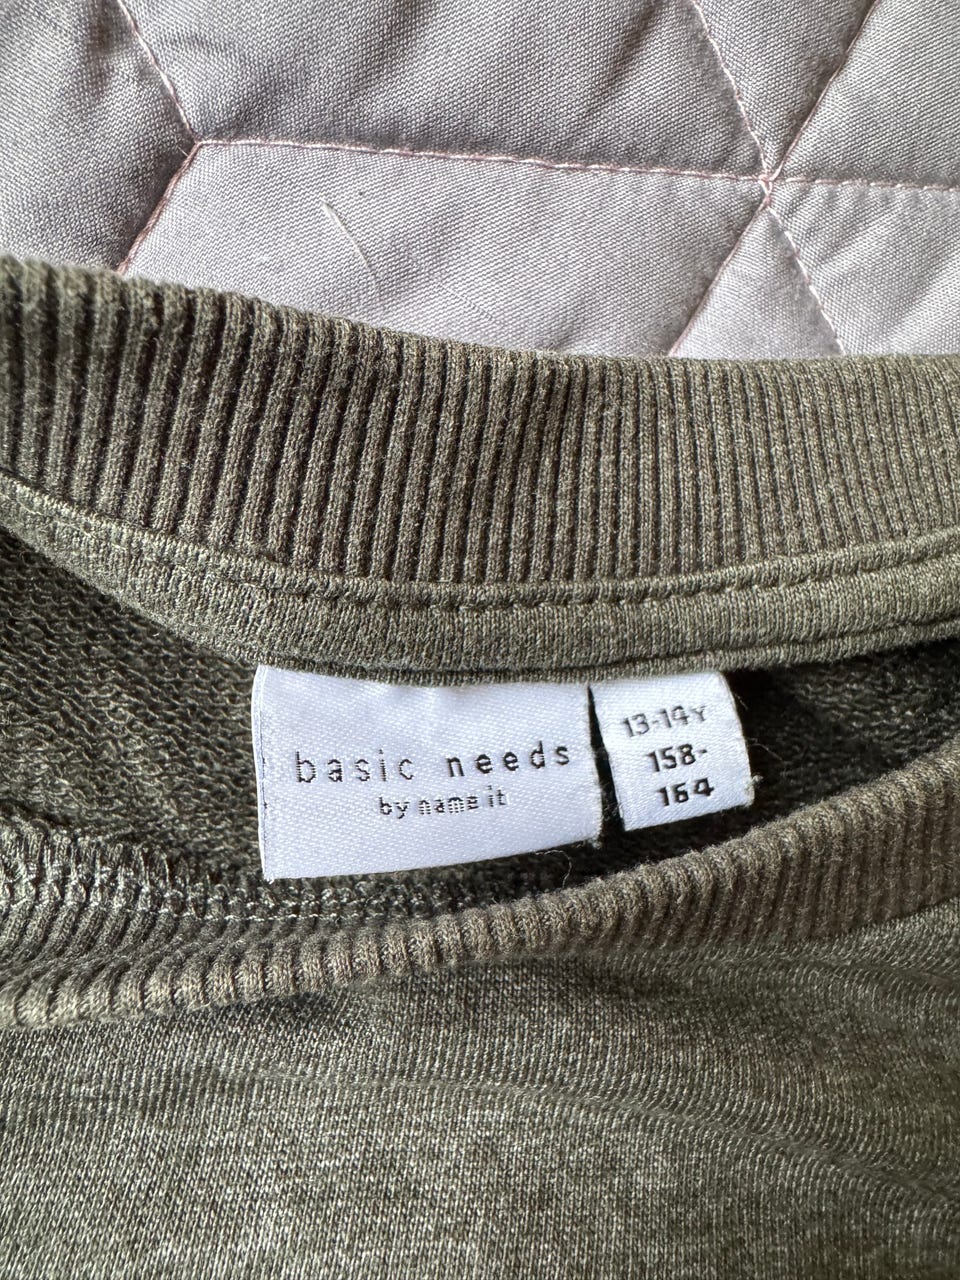 basic needs
by name it
13-14Y
158-
164